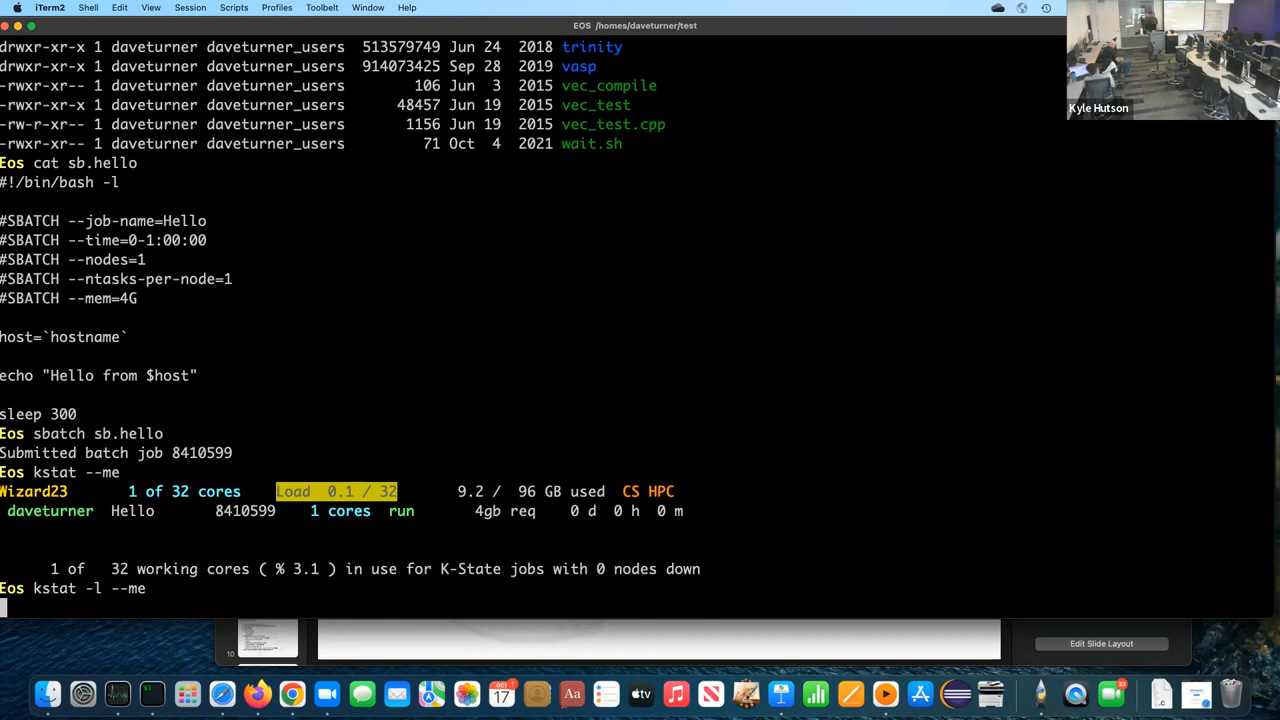 iTerm2 Shell Edit View Session Scripts Profiles Toolbelt Window Help
EOS /homes/daveturner/test
drwxr-xr-x 1 daveturner daveturner_users 513579749 Jun 24 2018 trinity
drwxr-xr-x 1 daveturner daveturner_users 914073425 Sep 28 2019 vasp
-rwxr-xr-- 1 daveturner daveturner_users 106 Jun 3 2015 vec_compile
-rwxr-xr-- 1 daveturner daveturner_users 48457 Jun 19 2015 vec_test
-rw-r-xr-- 1 daveturner daveturner_users 1156 Jun 19 2015 vec_test.cpp
-rwxr-xr-- 1 daveturner daveturner_users 71 Oct 4 2021 wait.sh
Kyle Hutson
Eos cat sb.hello
#!/bin/bash -l
#SBATCH --job-name=Hello
#SBATCH --time=0-1:00:00
#SBATCH --nodes=1
#SBATCH --ntasks-per-node=1
#SBATCH --mem=4G
host=`hostname`
echo "Hello from $host"
sleep 300
Eos sbatch sb.hello
Submitted batch job 8410599
Eos kstat --me
Wizard23 1 of 32 cores Load 0.1 / 32 9.2 / 96 GB used CS HPC
daveturner Hello 8410599 1 cores run 4gb req 0 d 0 h 0 m
1 of 32 working cores ( % 3.1 ) in use for K-State jobs with 0 nodes down
Eos kstat -l --me
10
Edit Slide Layout
OCT
17
1
Aa
tv
33
.C